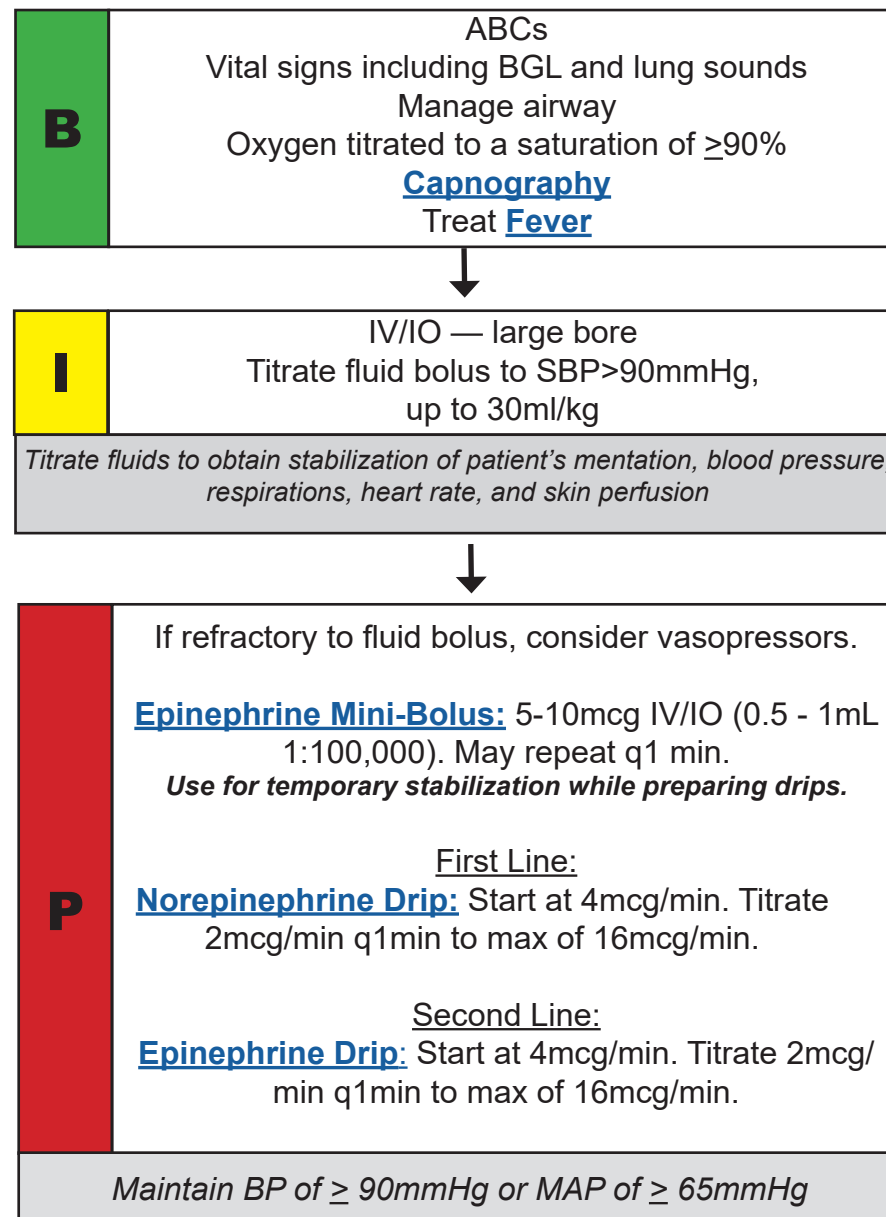 B
ABCs
Vital signs including BGL and lung sounds
Manage airway
Oxygen titrated to a saturation of ≥90%
Capnography
Treat Fever
I
IV/IO — large bore
Titrate fluid bolus to SBP>90mmHg,
up to 30ml/kg
Titrate fluids to obtain stabilization of patient’s mentation, blood pressure,
respirations, heart rate, and skin perfusion
P
If refractory to fluid bolus, consider vasopressors.
Epinephrine Mini-Bolus: 5-10mcg IV/IO (0.5 - 1mL
1:100,000). May repeat q1 min.
Use for temporary stabilization while preparing drips.
First Line:
Norepinephrine Drip: Start at 4mcg/min. Titrate
2mcg/min q1min to max of 16mcg/min.
Second Line:
Epinephrine Drip: Start at 4mcg/min. Titrate 2mcg/
min q1min to max of 16mcg/min.
Maintain BP of ≥ 90mmHg or MAP of ≥ 65mmHg